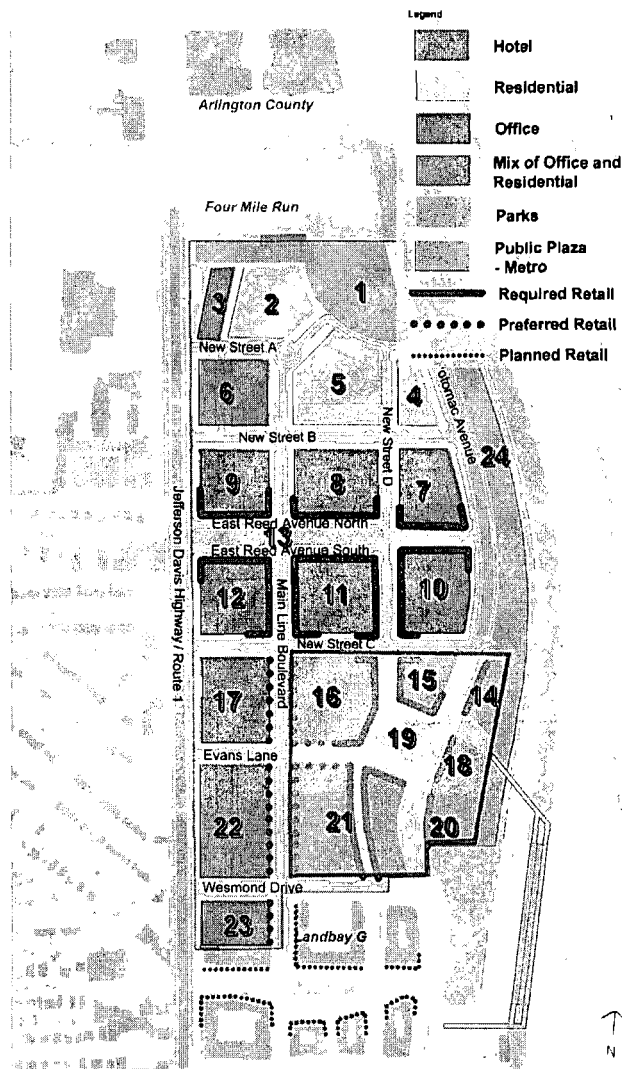 Legend
Hotel
Residential
Office
Mix of Office and
Residential
Parks
Public Plaza
- Metro
Required Retail
Preferred Retail
Planned Retail
Arlington County
Four Mile Run
1
2
3
New Street A
4
5
6
otomac Avenue
New Street B
New Street D
24
9
8
7
East Reed Avenue North
13
East Reed Avenue South
Jefferson Davis Highway / Route 1
12
Main Line Boulevard
11
10
New Street C
17
16
15
14
19
Evans Lane
18
22
21
20
Wesmond Drive
23
Landbay G
N